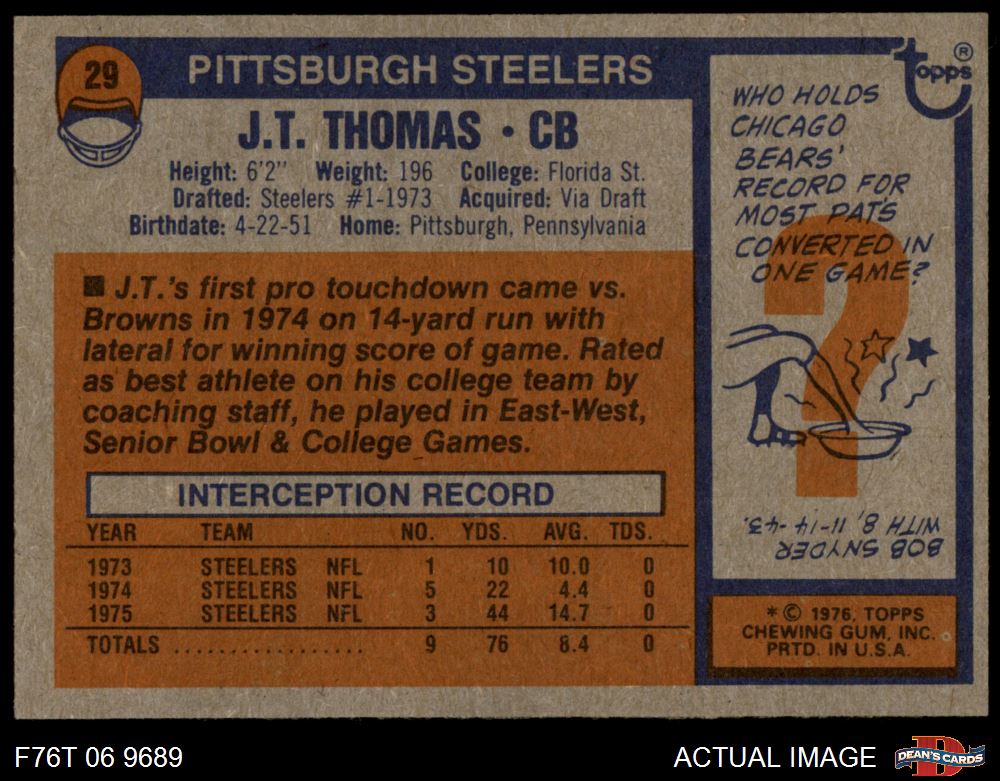 29
PITTSBURGH STEELERS
J.T. THOMAS • CB
Height: 6'2" Weight: 196 College: Florida St.
Drafted: Steelers #1-1973 Acquired: Via Draft
Birthdate: 4-22-51 Home: Pittsburgh, Pennsylvania
■ J.T.'s first pro touchdown came vs.
Browns in 1974 on 14-yard run with
lateral for winning score of game. Rated
as best athlete on his college team by
coaching staff, he played in East-West,
Senior Bowl & College Games.
INTERCEPTION RECORD
YEAR TEAM NO. YDS. AVG. TDS.
1973 STEELERS NFL 1 10 10.0 0
1974 STEELERS NFL 5 22 4.4 0
1975 STEELERS NFL 3 44 14.7 0
TOTALS .................. 9 76 8.4 0
topps ®
WHO HOLDS
CHICAGO
BEARS'
RECORD FOR
MOST PATS
CONVERTED IN
ONE GAME?
?
BOB SNYDER
WITH 8, 11-14-43.
* © 1976, TOPPS
CHEWING GUM, INC.
PRTD. IN U.S.A.
F76T 06 9689
ACTUAL IMAGE
D
DEAN'S CARDS